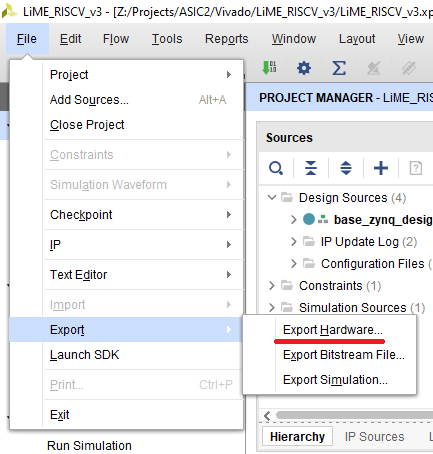 LiME_RISCV_v3 - [Z:/Projects/ASIC2/Vivado/LiME_RISCV_v3/LiME_RISCV_v3.xp
File Edit Flow Tools Reports Window Layout View
PROJECT MANAGER - LiME_RISC
Project
Add Sources... Alt+A
Close Project
Constraints
Simulation Waveform
Checkpoint
IP
Text Editor
Import
Export
Launch SDK
Print... Ctrl+P
Exit
Run Simulation
Sources
Design Sources (4)
base_zynq_desig
IP Update Log (2)
Configuration Files (
Constraints (1)
Simulation Sources (1)
Export Hardware...
Export Bitstream File...
Export Simulation...
Hierarchy IP Sources Li